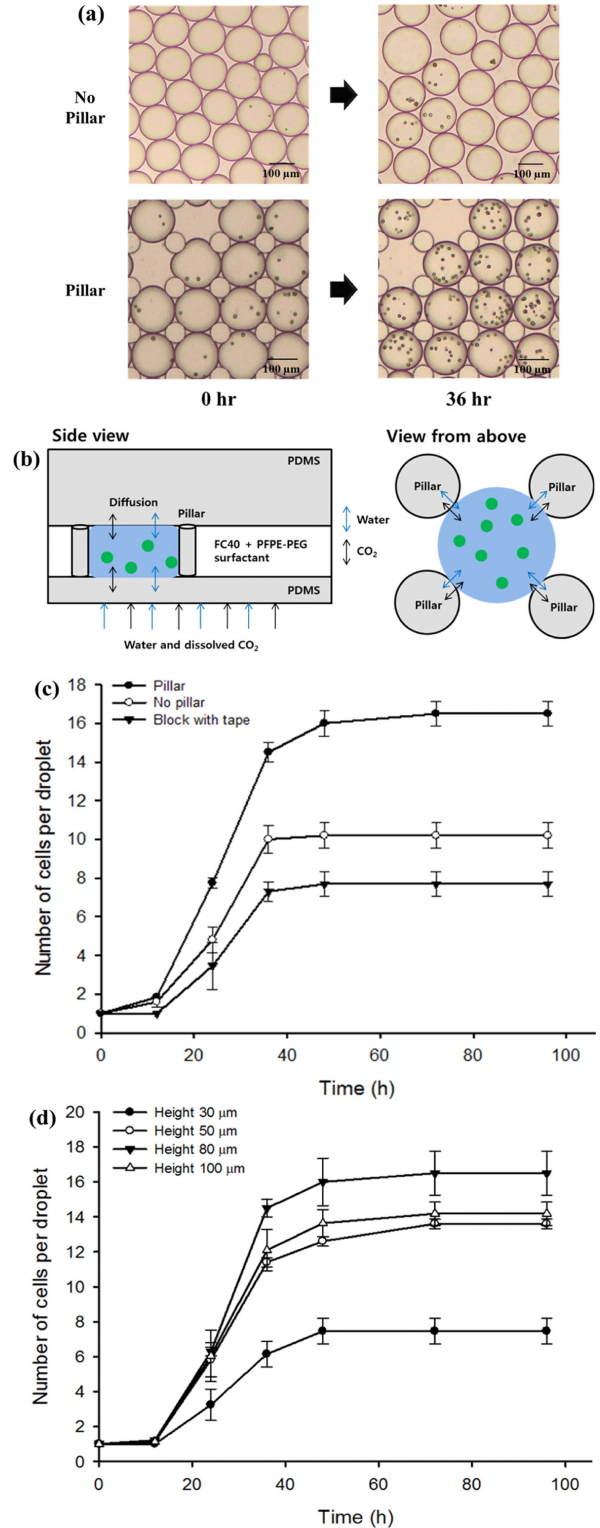 (a)
No
Pillar
100 µm
100 µm
Pillar
100 µm
100 µm
0 hr
36 hr
(b)
Side view
View from above
PDMS
Diffusion
Pillar
FC40 + PFPE-PEG
surfactant
PDMS
Water
CO2
Water and dissolved CO2
Pillar
Pillar
Pillar
Pillar
(c)
Pillar
No pillar
Block with tape
Number of cells per droplet
18
16
14
12
10
8
6
4
2
0
0
20
40
60
80
100
Time (h)
(d)
Height 30 µm
Height 50 µm
Height 80 µm
Height 100 µm
Number of cells per droplet
20
18
16
14
12
10
8
6
4
2
0
0
20
40
60
80
100
Time (h)